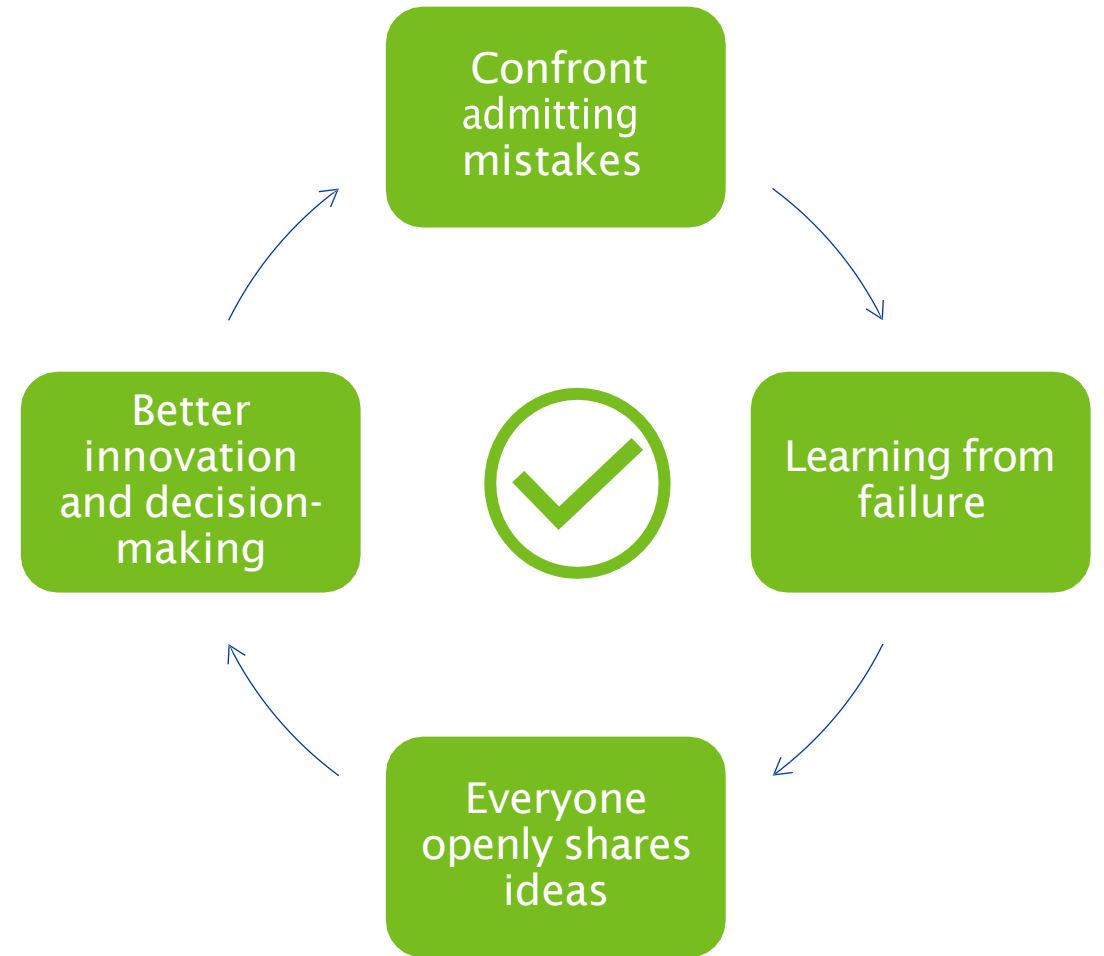 Confront
admitting
mistakes
Learning from
failure
Everyone
openly shares
ideas
Better
innovation
and decision-
making